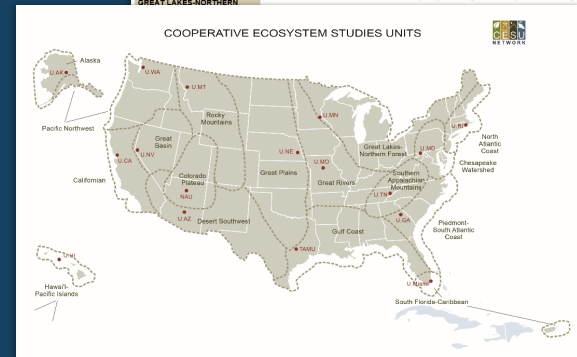 GREAT LAKES-NORTHERN
COOPERATIVE ECOSYSTEM STUDIES UNITS
CESU
NETWORK
Alaska
U.AK
U.WA
U.MT
Pacific Northwest
Rocky
Mountains
U.MN
U.RI
North
Atlantic
Coast
Great
Basin
U.NV
U.CA
U.NE
U.MO
Great Lakes-
Northern Forest
U.MD
Chesapeake
Watershed
Californian
Colorado
Plateau
NAU
Great Plains
Great Rivers
Southern
Appalachian
Mountains
U.TN
U.AZ
Desert Southwest
U.GA
Piedmont-
South Atlantic
Coast
Gulf Coast
TAMU
U.HI
Hawai'i-
Pacific Islands
U.Miami
South Florida-Caribbean